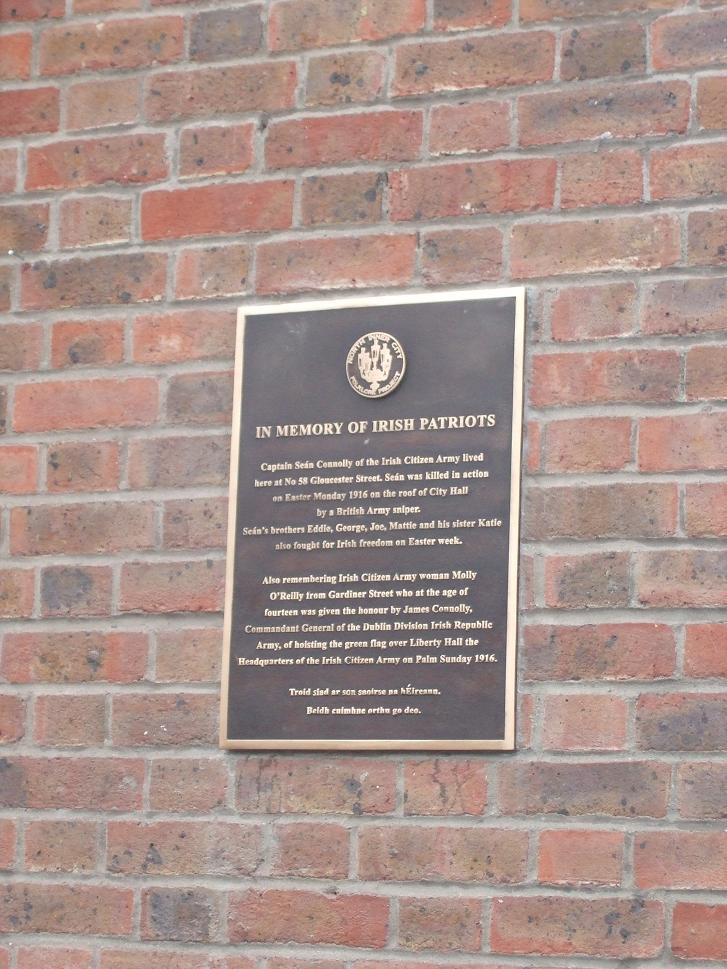 NORTH INNER CITY
FOLKLORE PROJECT
IN MEMORY OF IRISH PATRIOTS
Captain Seán Connolly of the Irish Citizen Army lived
here at No 58 Gloucester Street. Seán was killed in action
on Easter Monday 1916 on the roof of City Hall
by a British Army sniper.
Seán's brothers Eddie, George, Joe, Mattie and his sister Katie
also fought for Irish freedom on Easter week.
Also remembering Irish Citizen Army woman Molly
O'Reilly from Gardiner Street who at the age of
fourteen was given the honour by James Connolly,
Commandant General of the Dublin Division Irish Republic
Army, of hoisting the green flag over Liberty Hall the
Headquarters of the Irish Citizen Army on Palm Sunday 1916.
Troid siad ar son saoirse na hÉireann.
Beidh cuimhne orthu go deo.